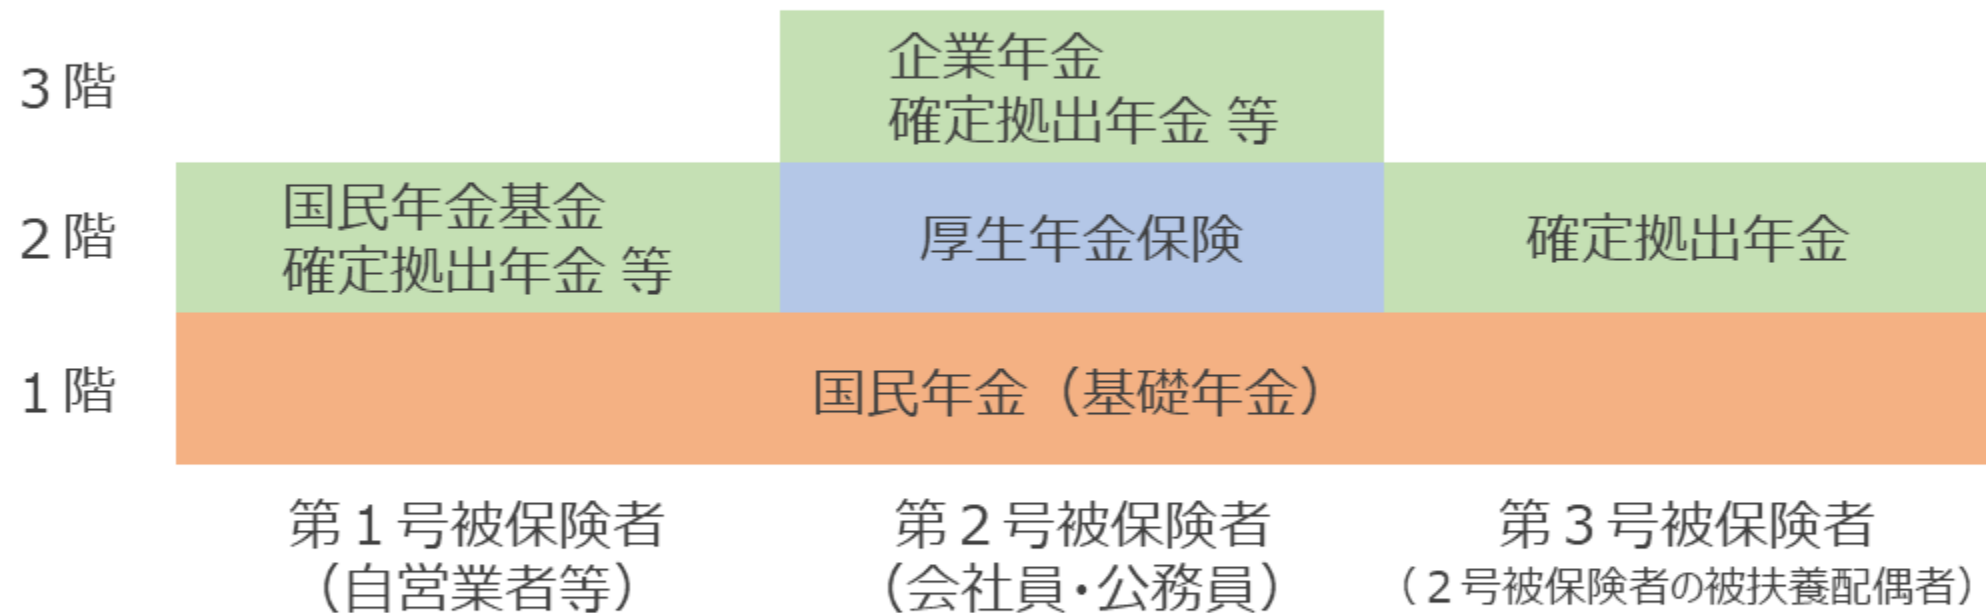 3階
企業年金
確定拠出年金 等
2階
国民年金基金
確定拠出年金 等
厚生年金保険
確定拠出年金
1階
国民年金（基礎年金）
第1号被保険者
（自営業者等）
第2号被保険者
（会社員・公務員）
第3号被保険者
（2号被保険者の被扶養配偶者）